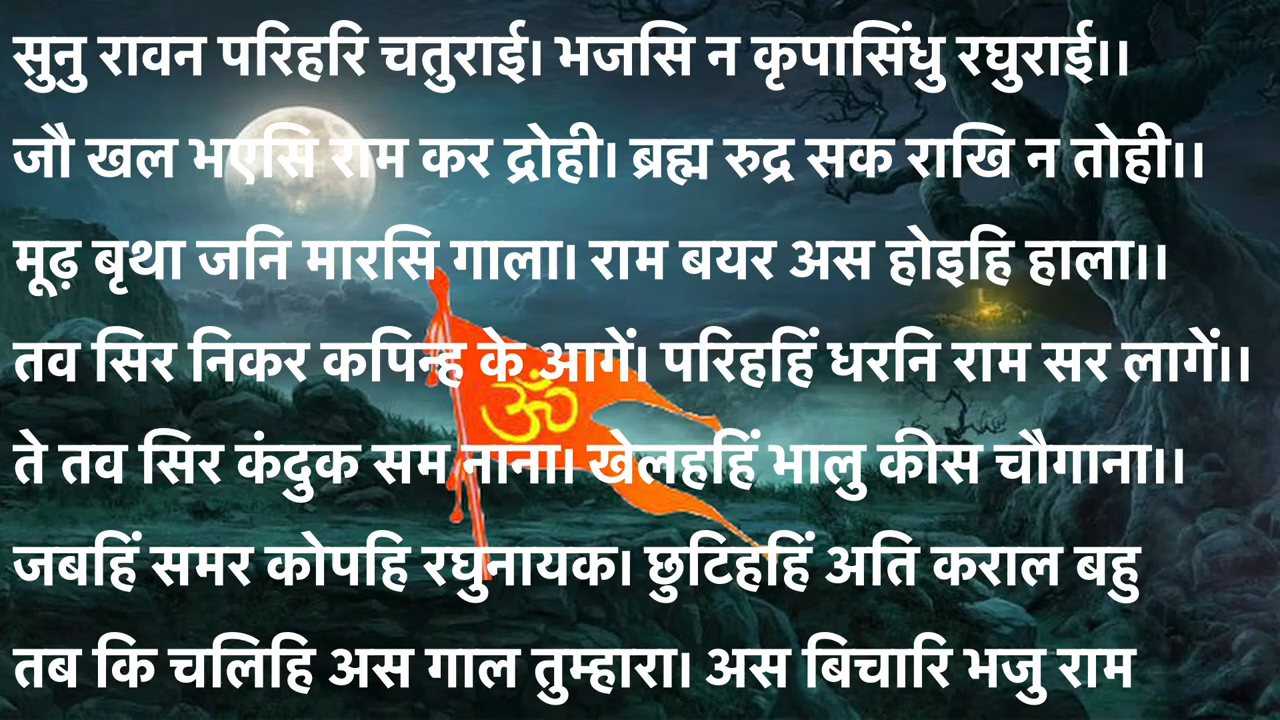 सुनु रावन परिहरि चतुराई। भजसि न कृपासिंधु रघुराई।।
जौ खल भएसि राम कर द्रोही। ब्रह्म रुद्र सक राखि न तोही।।
मूढ़ बृथा जनि मारसि गाला। राम बयर अस होइहि हाला।।
तव सिर निकर कपिन्ह के आगें। परिहहिं धरनि राम सर लागें।।
ते तव सिर कंदुक सम नाना। खेलहहिं भालु कीस चौगाना।।
जबहिं समर कोपहि रघुनायक। छुटिहहिं अति कराल बहु
तब कि चलिहि अस गाल तुम्हारा। अस बिचारि भजु राम
ॐ